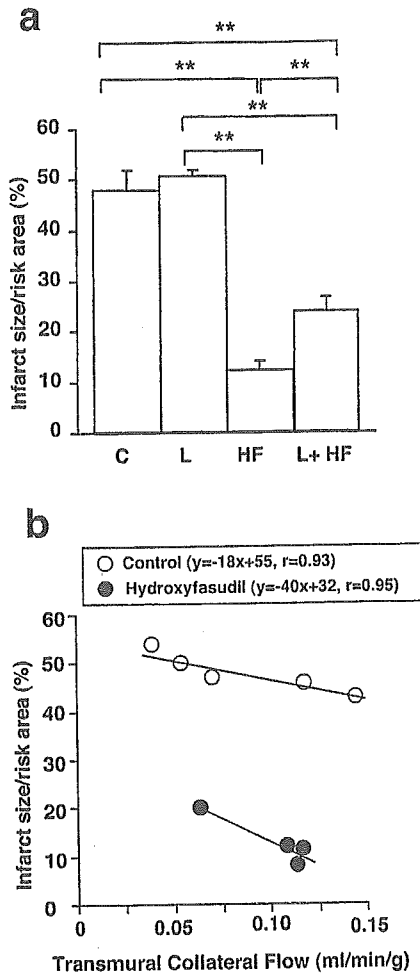 a
**
** **
**
**
Infarct size/risk area (%)
60
50
40
30
20
10
0
C L HF L+ HF
b
Control (y=-18x+55, r=0.93)
Hydroxyfasudil (y=-40x+32, r=0.95)
Infarct size/risk area (%)
60
50
40
30
20
10
0
0 0.05 0.10 0.15
Transmural Collateral Flow (ml/min/g)